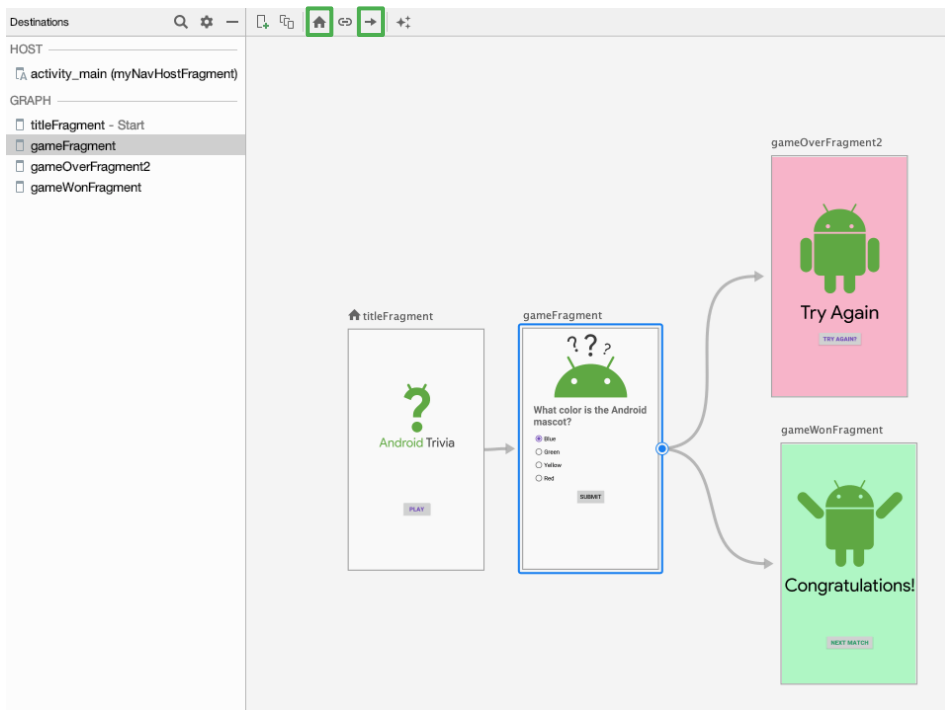 Destinations
HOST
activity_main (myNavHostFragment)
GRAPH
titleFragment - Start
gameFragment
gameOverFragment2
gameWonFragment
gameOverFragment2
Try Again
TRY AGAIN?
titleFragment
?
Android Trivia
PLAY
gameFragment
? ? ?
What color is the Android
mascot?
Blue
Green
Yellow
Red
SUBMIT
gameWonFragment
Congratulations!
NEXT MATCH